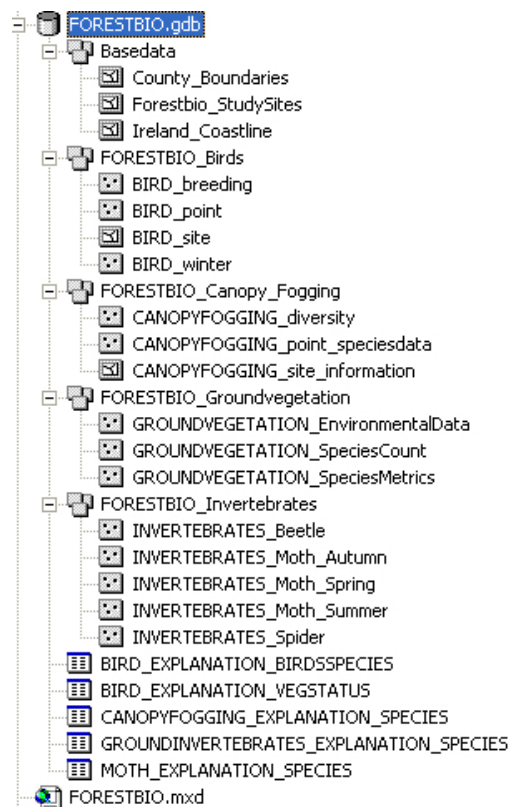 FORESTBIO.gdb
Basedata
County_Boundaries
Forestbio_StudySites
Ireland_Coastline
FORESTBIO_Birds
BIRD_breeding
BIRD_point
BIRD_site
BIRD_winter
FORESTBIO_Canopy_Fogging
CANOPYFOGGING_diversity
CANOPYFOGGING_point_speciesdata
CANOPYFOGGING_site_information
FORESTBIO_Groundvegetation
GROUNDVEGETATION_EnvironmentalData
GROUNDVEGETATION_SpeciesCount
GROUNDVEGETATION_SpeciesMetrics
FORESTBIO_Invertebrates
INVERTEBRATES_Beetle
INVERTEBRATES_Moth_Autumn
INVERTEBRATES_Moth_Spring
INVERTEBRATES_Moth_Summer
INVERTEBRATES_Spider
BIRD_EXPLANATION_BIRDSSPECIES
BIRD_EXPLANATION_VEGSTATUS
CANOPYFOGGING_EXPLANATION_SPECIES
GROUNDINVERTEBRATES_EXPLANATION_SPECIES
MOTH_EXPLANATION_SPECIES
FORESTBIO.mxd